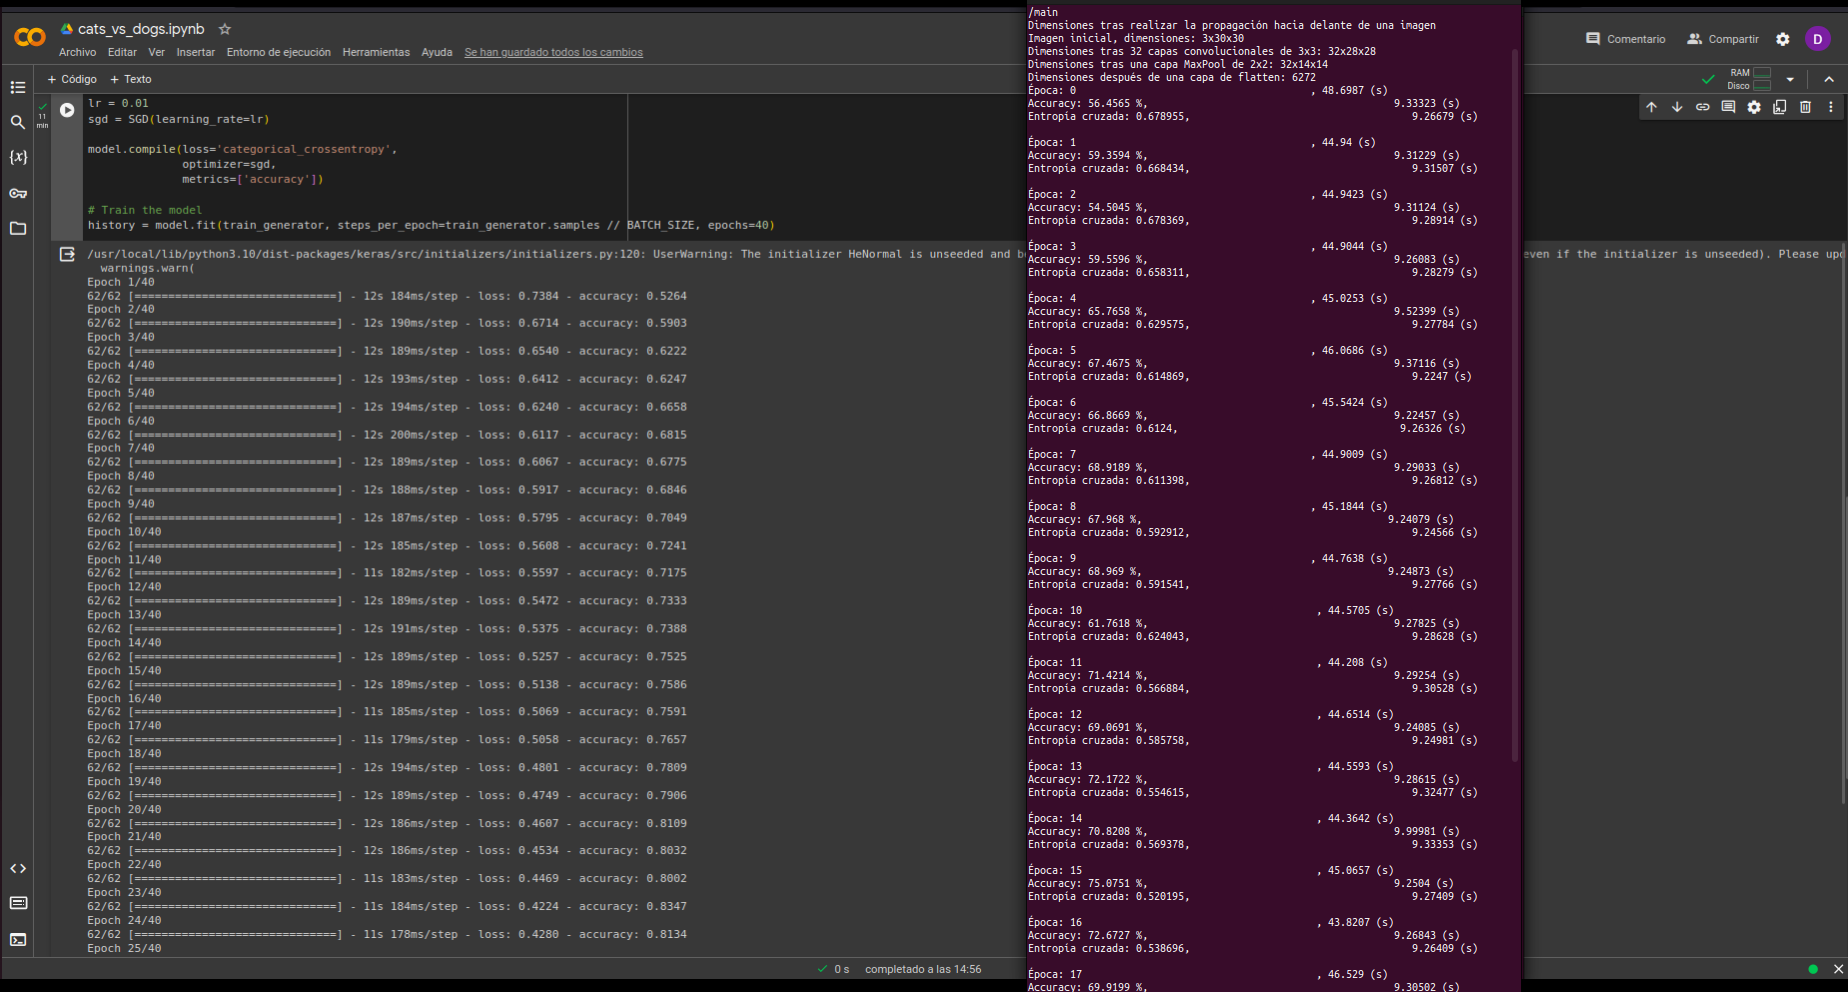 cats_vs_dogs.ipynb
Archivo Editar Ver Insertar Entorno de ejecución Herramientas Ayuda Se han guardado todos los cambios
Comentario Compartir D
+ Código + Texto
RAM
Disco
11
min
lr = 0.01
sgd = SGD(learning_rate=lr)
model.compile(loss='categorical_crossentropy',
optimizer=sgd,
metrics=['accuracy'])
# Train the model
history = model.fit(train_generator, steps_per_epoch=train_generator.samples // BATCH_SIZE, epochs=40)
/usr/local/lib/python3.10/dist-packages/keras/src/initializers/initializers.py:120: UserWarning: The initializer HeNormal is unseeded and
even if the initializer is unseeded). Please
warnings.warn(
Epoch 1/40
62/62 [==============================] - 12s 184ms/step - loss: 0.7384 - accuracy: 0.5264
Epoch 2/40
62/62 [==============================] - 12s 190ms/step - loss: 0.6714 - accuracy: 0.5903
Epoch 3/40
62/62 [==============================] - 12s 189ms/step - loss: 0.6540 - accuracy: 0.6222
Epoch 4/40
62/62 [==============================] - 12s 193ms/step - loss: 0.6412 - accuracy: 0.6247
Epoch 5/40
62/62 [==============================] - 12s 194ms/step - loss: 0.6240 - accuracy: 0.6658
Epoch 6/40
62/62 [==============================] - 12s 200ms/step - loss: 0.6117 - accuracy: 0.6815
Epoch 7/40
62/62 [==============================] - 12s 189ms/step - loss: 0.6067 - accuracy: 0.6775
Epoch 8/40
62/62 [==============================] - 12s 188ms/step - loss: 0.5917 - accuracy: 0.6846
Epoch 9/40
62/62 [==============================] - 12s 187ms/step - loss: 0.5795 - accuracy: 0.7049
Epoch 10/40
62/62 [==============================] - 12s 185ms/step - loss: 0.5608 - accuracy: 0.7241
Epoch 11/40
62/62 [==============================] - 11s 182ms/step - loss: 0.5597 - accuracy: 0.7175
Epoch 12/40
62/62 [==============================] - 12s 189ms/step - loss: 0.5472 - accuracy: 0.7333
Epoch 13/40
62/62 [==============================] - 12s 191ms/step - loss: 0.5375 - accuracy: 0.7388
Epoch 14/40
62/62 [==============================] - 12s 189ms/step - loss: 0.5257 - accuracy: 0.7525
Epoch 15/40
62/62 [==============================] - 12s 189ms/step - loss: 0.5138 - accuracy: 0.7586
Epoch 16/40
62/62 [==============================] - 11s 185ms/step - loss: 0.5069 - accuracy: 0.7591
Epoch 17/40
62/62 [==============================] - 11s 179ms/step - loss: 0.5058 - accuracy: 0.7657
Epoch 18/40
62/62 [==============================] - 12s 194ms/step - loss: 0.4801 - accuracy: 0.7809
Epoch 19/40
62/62 [==============================] - 12s 189ms/step - loss: 0.4749 - accuracy: 0.7906
Epoch 20/40
62/62 [==============================] - 12s 186ms/step - loss: 0.4607 - accuracy: 0.8109
Epoch 21/40
62/62 [==============================] - 12s 186ms/step - loss: 0.4534 - accuracy: 0.8032
Epoch 22/40
62/62 [==============================] - 11s 183ms/step - loss: 0.4469 - accuracy: 0.8002
Epoch 23/40
62/62 [==============================] - 11s 184ms/step - loss: 0.4224 - accuracy: 0.8347
Epoch 24/40
62/62 [==============================] - 11s 178ms/step - loss: 0.4280 - accuracy: 0.8134
Epoch 25/40
0 s completado a las 14:56
/main
Dimensiones tras realizar la propagación hacia delante de una imagen
Imagen inicial, dimensiones: 3x30x30
Dimensiones tras 32 capas convolucionales de 3x3: 32x28x28
Dimensiones tras una capa MaxPool de 2x2: 32x14x14
Dimensiones después de una capa de flatten: 6272
Época: 0 , 48.6987 (s)
Accuracy: 56.4565 %, 9.33323 (s)
Entropía cruzada: 0.678955, 9.26679 (s)
Época: 1 , 44.94 (s)
Accuracy: 59.3594 %, 9.31229 (s)
Entropía cruzada: 0.668434, 9.31507 (s)
Época: 2 , 44.9423 (s)
Accuracy: 54.5045 %, 9.31124 (s)
Entropía cruzada: 0.678369, 9.28914 (s)
Época: 3 , 44.9044 (s)
Accuracy: 59.5596 %, 9.26083 (s)
Entropía cruzada: 0.658311, 9.28279 (s)
Época: 4 , 45.0253 (s)
Accuracy: 65.7658 %, 9.52399 (s)
Entropía cruzada: 0.629575, 9.27784 (s)
Época: 5 , 46.0686 (s)
Accuracy: 67.4675 %, 9.37116 (s)
Entropía cruzada: 0.614869, 9.2247 (s)
Época: 6 , 45.5424 (s)
Accuracy: 66.8669 %, 9.22457 (s)
Entropía cruzada: 0.6124, 9.26326 (s)
Época: 7 , 44.9009 (s)
Accuracy: 68.9189 %, 9.29033 (s)
Entropía cruzada: 0.611398, 9.26812 (s)
Época: 8 , 45.1844 (s)
Accuracy: 67.968 %, 9.24079 (s)
Entropía cruzada: 0.592912, 9.24566 (s)
Época: 9 , 44.7638 (s)
Accuracy: 68.969 %, 9.24873 (s)
Entropía cruzada: 0.591541, 9.27766 (s)
Época: 10 , 44.5705 (s)
Accuracy: 61.7618 %, 9.27825 (s)
Entropía cruzada: 0.624043, 9.28628 (s)
Época: 11 , 44.208 (s)
Accuracy: 71.4214 %, 9.29254 (s)
Entropía cruzada: 0.566884, 9.30528 (s)
Época: 12 , 44.6514 (s)
Accuracy: 69.0691 %, 9.24085 (s)
Entropía cruzada: 0.585758, 9.24981 (s)
Época: 13 , 44.5593 (s)
Accuracy: 72.1722 %, 9.28615 (s)
Entropía cruzada: 0.554615, 9.32477 (s)
Época: 14 , 44.3642 (s)
Accuracy: 70.8208 %, 9.99981 (s)
Entropía cruzada: 0.569378, 9.33353 (s)
Época: 15 , 45.0657 (s)
Accuracy: 75.0751 %, 9.2504 (s)
Entropía cruzada: 0.520195, 9.27409 (s)
Época: 16 , 43.8207 (s)
Accuracy: 72.6727 %, 9.26843 (s)
Entropía cruzada: 0.538696, 9.26409 (s)
Época: 17 , 46.529 (s)
Accuracy: 69.9199 %, 9.30502 (s)